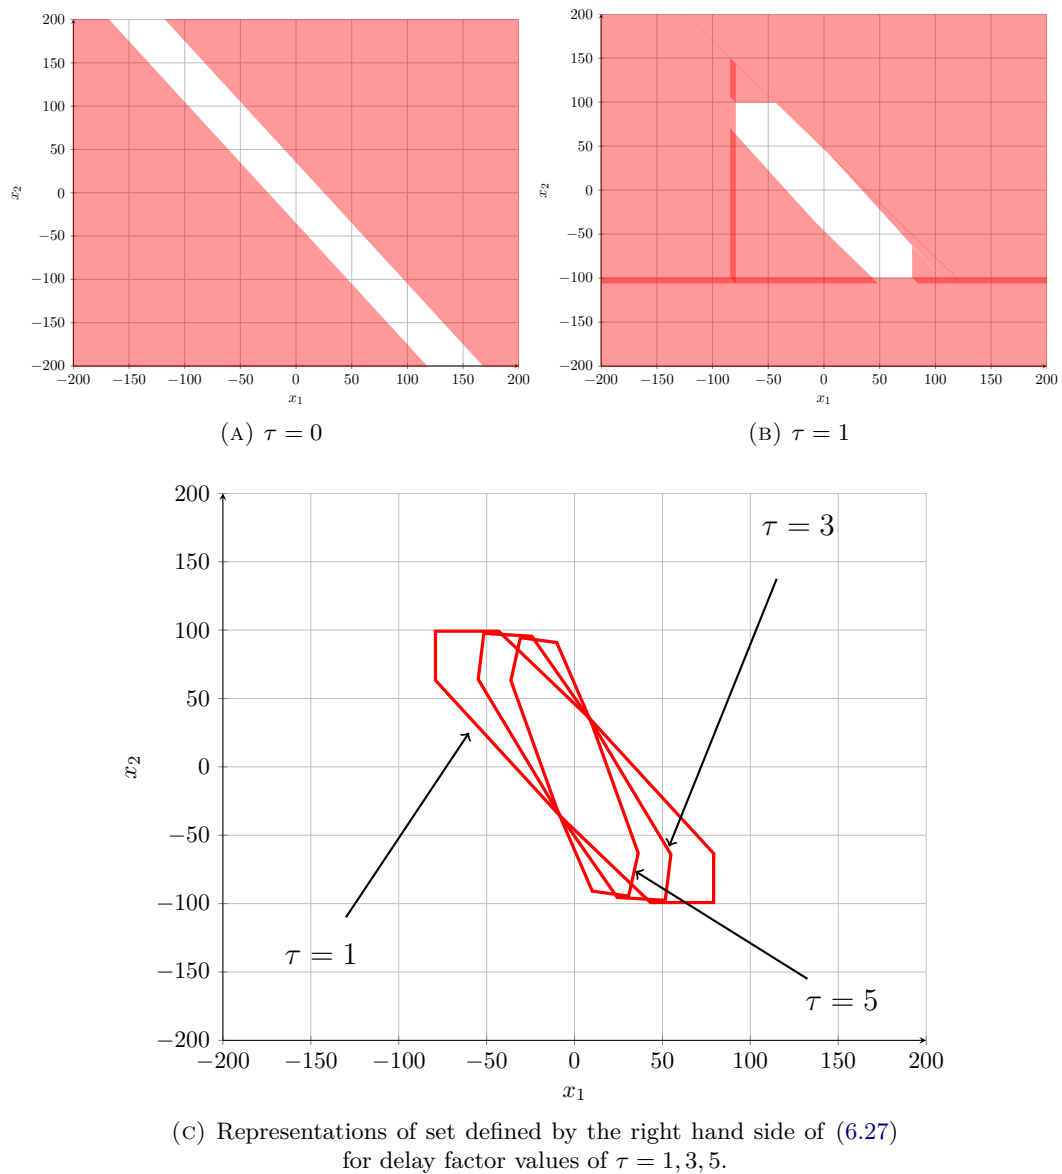 200
150
100
50
0
−50
−100
−150
−200
x2
−200 −150 −100 −50 0 50 100 150 200
x1
(A) τ = 0
200
150
100
50
0
−50
−100
−150
−200
x2
−200 −150 −100 −50 0 50 100 150 200
x1
(B) τ = 1
200
150
100
50
0
−50
−100
−150
−200
x2
τ = 3
τ = 1
τ = 5
−200 −150 −100 −50 0 50 100 150 200
x1
(C) Representations of set defined by the right hand side of (6.27)
for delay factor values of τ = 1, 3, 5.